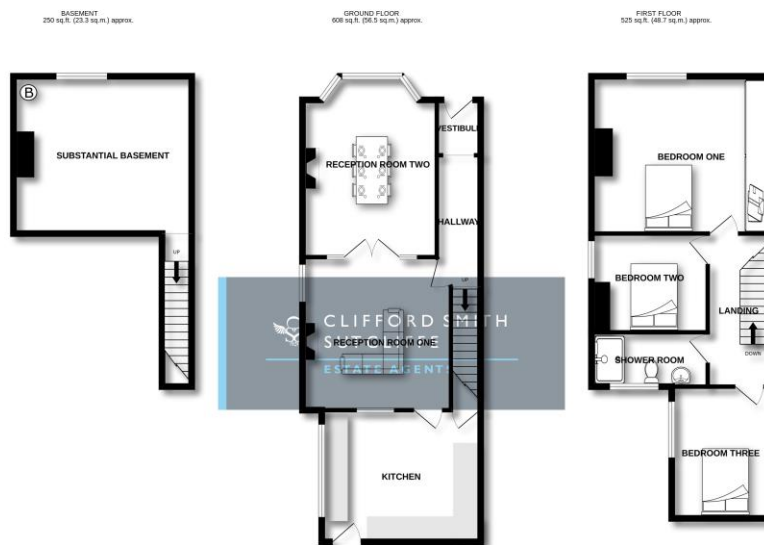 BASEMENT
250 sq.ft. (23.3 sq.m.) approx.
GROUND FLOOR
608 sq.ft. (56.5 sq.m.) approx.
FIRST FLOOR
525 sq.ft. (48.7 sq.m.) approx.
B
SUBSTANTIAL BASEMENT
UP
VESTIBULE
RECEPTION ROOM TWO
HALLWAY
UP
CLIFFORD SMITH
SUTCLIFFE
RECEPTION ROOM ONE
ESTATE AGENTS
KITCHEN
BEDROOM ONE
BEDROOM TWO
LANDING
DOWN
SHOWER ROOM
BEDROOM THREE